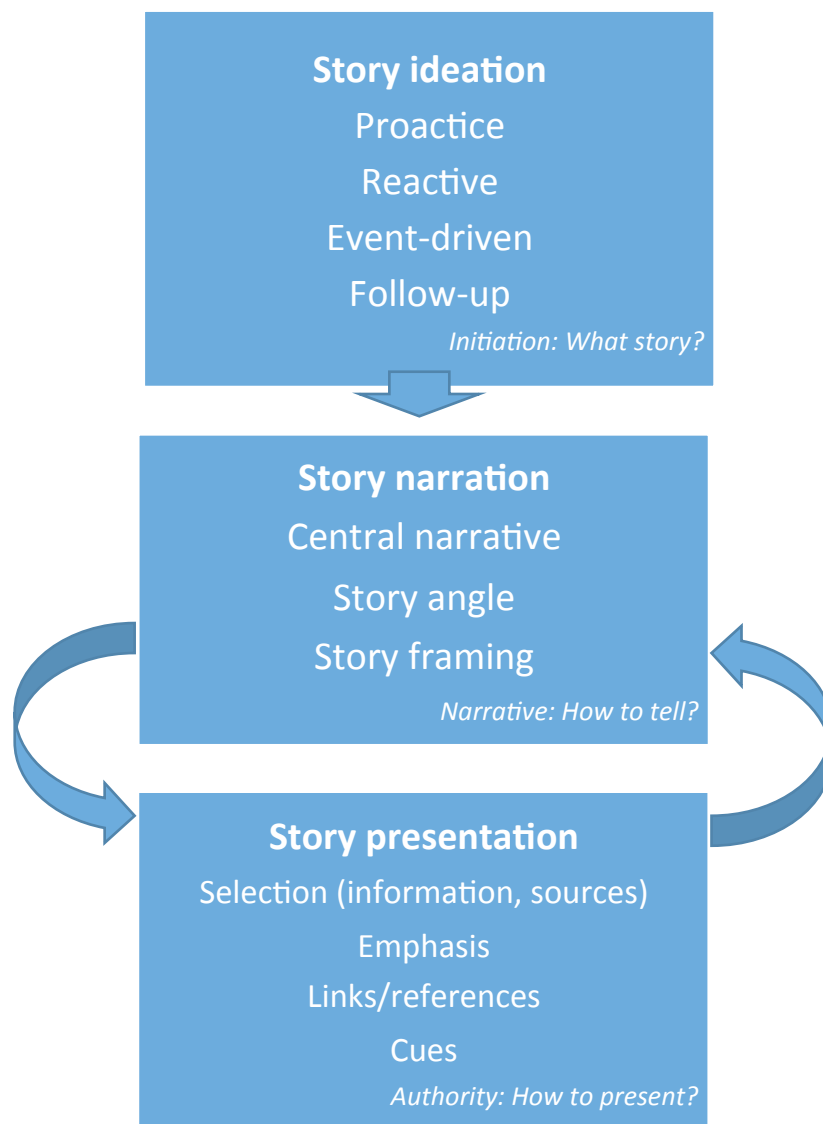 Story ideation
Proactice
Reactive
Event-driven
Follow-up
Initiation: What story?
Story narration
Central narrative
Story angle
Story framing
Narrative: How to tell?
Story presentation
Selection (information, sources)
Emphasis
Links/references
Cues
Authority: How to present?